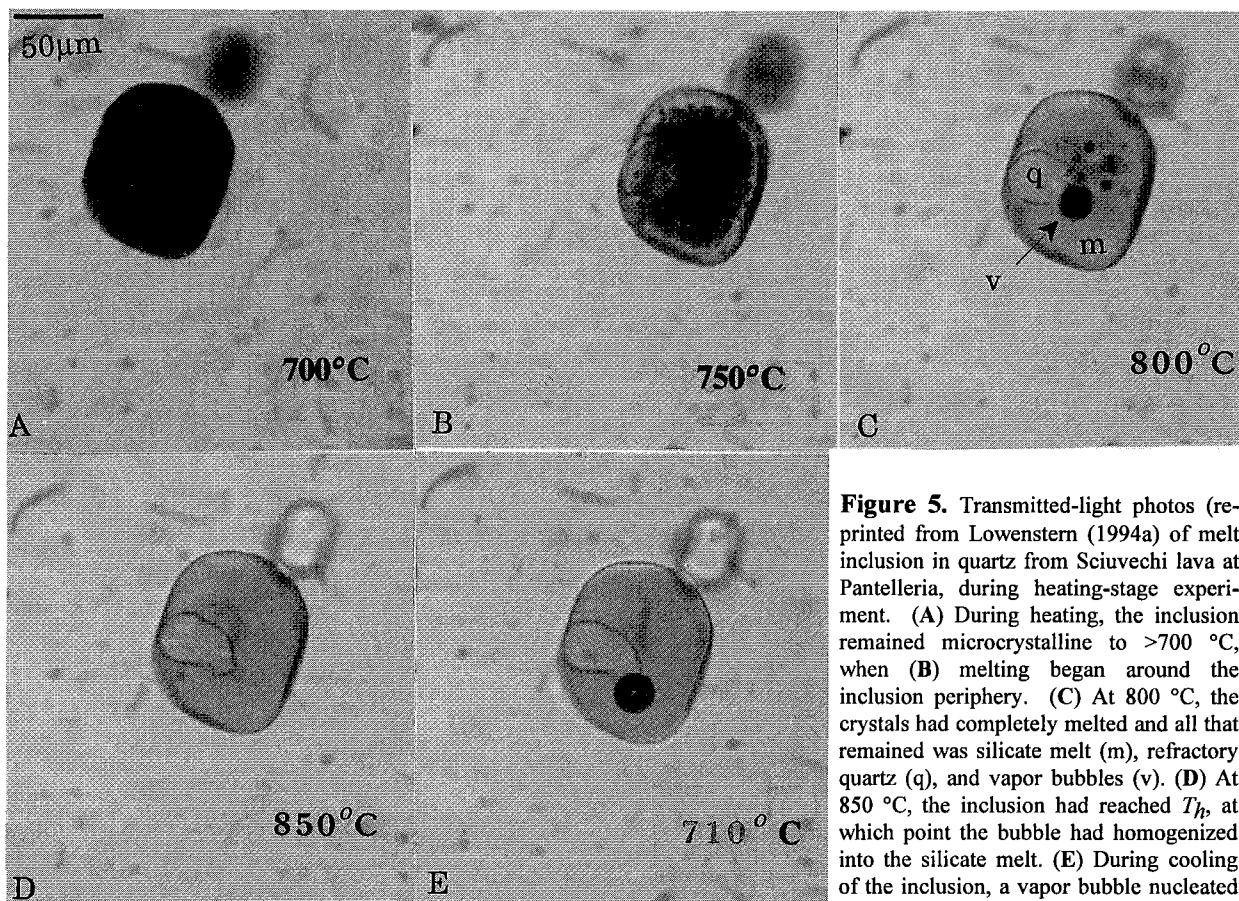 50µm
700°C
A
750°C
B
q
m
v
800°C
C
850°C
D
710°C
E
Figure 5. Transmitted-light photos (re-
printed from Lowenstern (1994a) of melt
inclusion in quartz from Sciuvechi lava at
Pantelleria, during heating-stage experi-
ment. (A) During heating, the inclusion
remained microcrystalline to >700 °C,
when (B) melting began around the
inclusion periphery. (C) At 800 °C, the
crystals had completely melted and all that
remained was silicate melt (m), refractory
quartz (q), and vapor bubbles (v). (D) At
850 °C, the inclusion had reached Th, at
which point the bubble had homogenized
into the silicate melt. (E) During cooling
of the inclusion, a vapor bubble nucleated